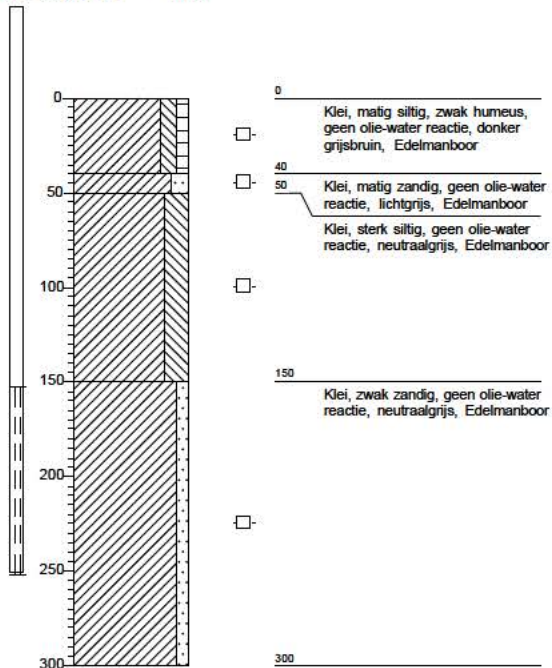 0
50
100
150
200
250
300
0
Klei, matig siltig, zwak humeus,
geen olie-water reactie, donker
grijsbruin, Edelmanboor
40
50
Klei, matig zandig, geen olie-water
reactie, lichtgrijs, Edelmanboor
Klei, sterk siltig, geen olie-water
reactie, neutraalgrijs, Edelmanboor
150
Klei, zwak zandig, geen olie-water
reactie, neutraalgrijs, Edelmanboor
300